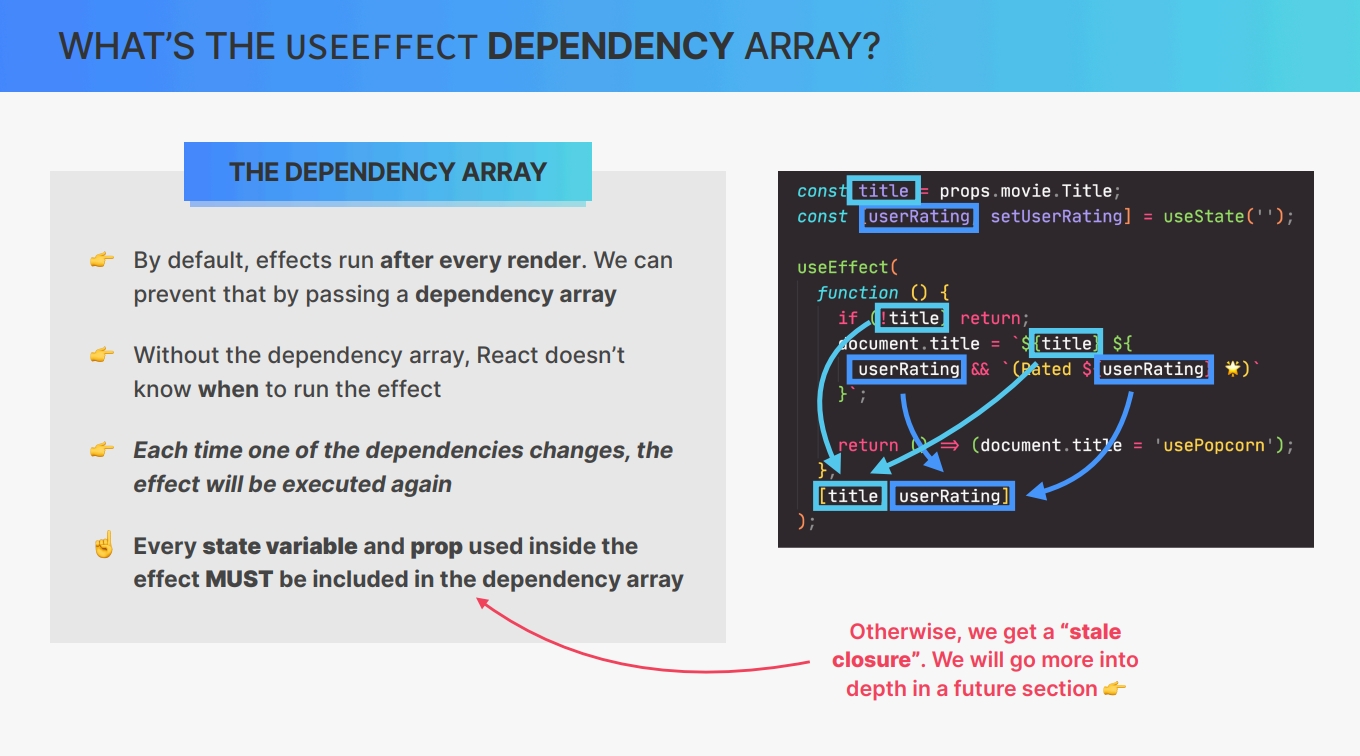 WHAT'S THE USEEFFECT DEPENDENCY ARRAY?
THE DEPENDENCY ARRAY
👉 By default, effects run after every render. We can
prevent that by passing a dependency array
👉 Without the dependency array, React doesn't
know when to run the effect
👉 Each time one of the dependencies changes, the
effect will be executed again
☝️ Every state variable and prop used inside the
effect MUST be included in the dependency array
const title = props.movie.Title;
const [userRating setUserRating] = useState('');
useEffect(
function () {
if (!title) return;
document.title = `${title} ${
userRating && `(Rated ${userRating} 🌟)`
}`;
return () => (document.title = 'usePopcorn');
},
[title userRating]
);
Otherwise, we get a “stale
closure”. We will go more into
depth in a future section 👉